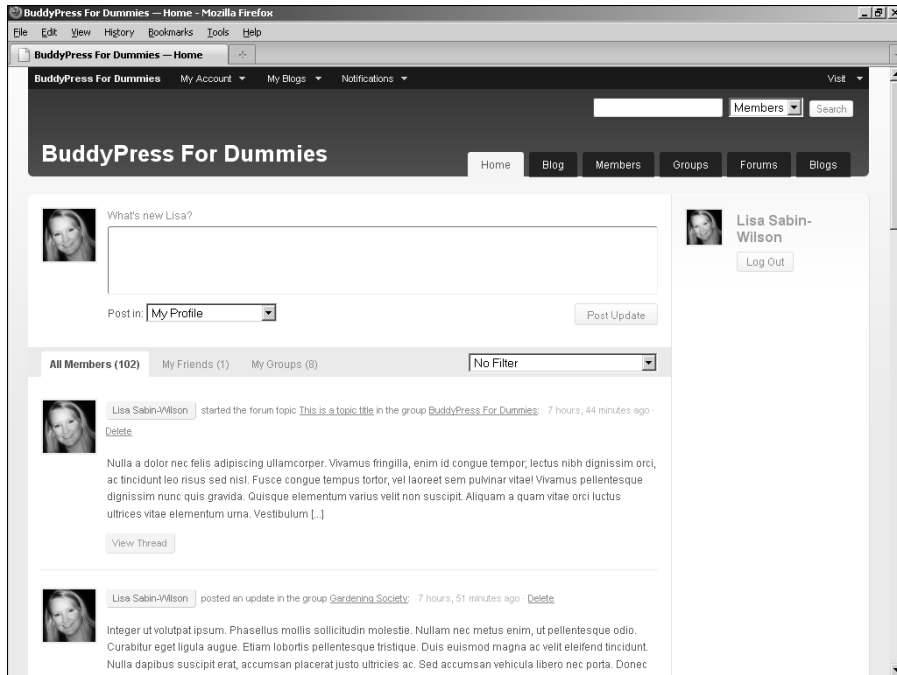 BuddyPress For Dummies — Home - Mozilla Firefox
File Edit View History Bookmarks Tools Help
BuddyPress For Dummies — Home
BuddyPress For Dummies My Account My Blogs Notifications Visit
Members Search
BuddyPress For Dummies
Home Blog Members Groups Forums Blogs
What's new Lisa?
Lisa Sabin-
Wilson
Log Out
Post in: My Profile Post Update
All Members (102) My Friends (1) My Groups (8) No Filter
Lisa Sabin-Wilson started the forum topic This is a topic title in the group BuddyPress For Dummies: 7 hours, 44 minutes ago ·
Delete
Nulla a dolor nec felis adipiscing ullamcorper. Vivamus fringilla, enim id congue tempor, lectus nibh dignissim orci,
ac tincidunt leo risus sed nisl. Fusce congue tempus tortor, vel laoreet sem pulvinar vitae! Vivamus pellentesque
dignissim nunc quis gravida. Quisque elementum varius velit non suscipit. Aliquam a quam vitae orci luctus
ultrices vitae elementum urna. Vestibulum [...]
View Thread
Lisa Sabin-Wilson posted an update in the group Gardening Society: 7 hours, 51 minutes ago · Delete
Integer ut volutpat ipsum. Phasellus mollis sollicitudin molestie. Nullam nec metus enim, ut pellentesque odio.
Curabitur eget ligula augue. Etiam lobortis pellentesque tristique. Duis euismod magna ac velit eleifend tincidunt.
Nulla dapibus suscipit erat, accumsan placerat justo ultricies ac. Sed accumsan vehicula libero nec porta. Donec